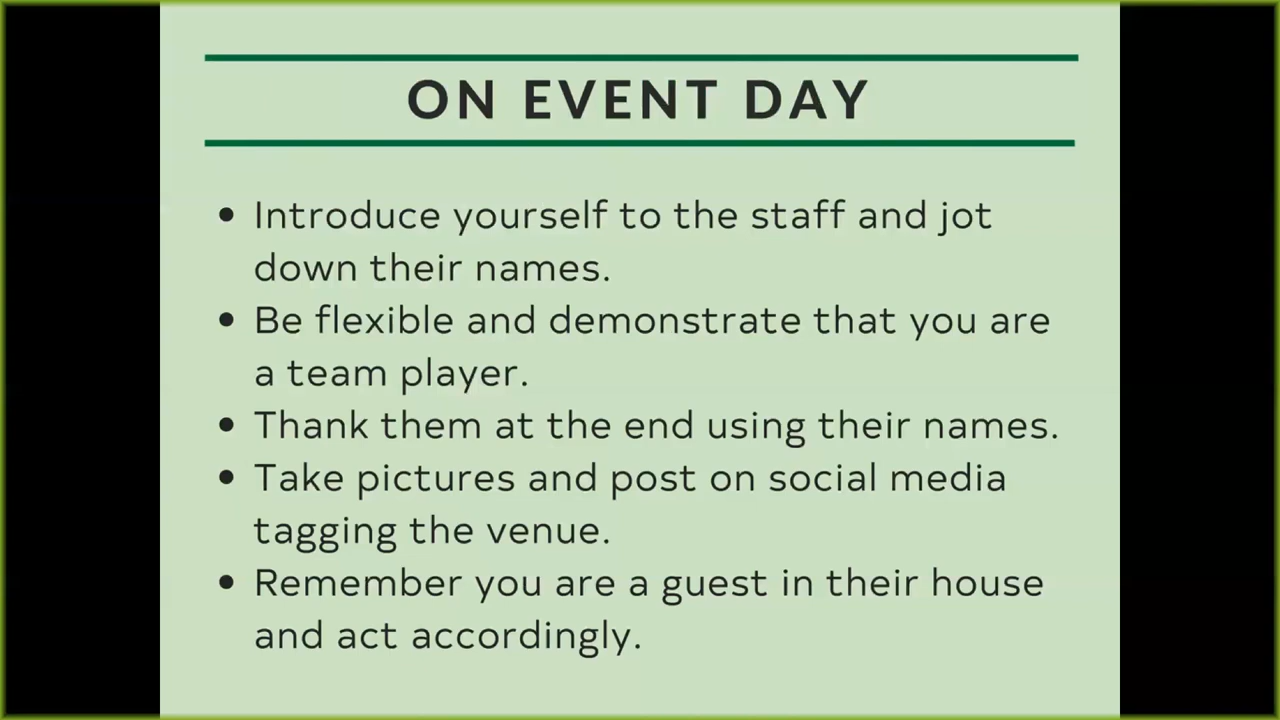 ON EVENT DAY
• Introduce yourself to the staff and jot
down their names.
• Be flexible and demonstrate that you are
a team player.
• Thank them at the end using their names.
• Take pictures and post on social media
tagging the venue.
• Remember you are a guest in their house
and act accordingly.